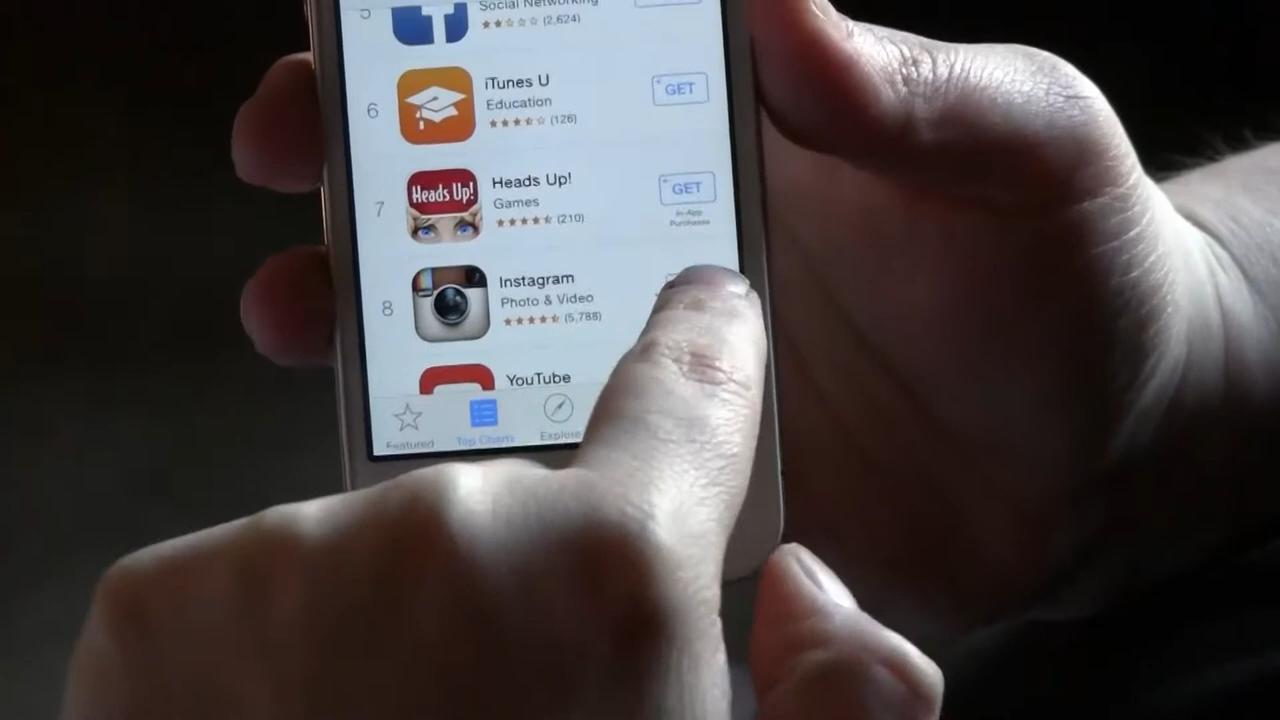 5
Social Networking
(2,624)
6
iTunes U
Education
(126)
GET
7
Heads Up!
Heads Up!
Games
(210)
GET
In-App
Purchases
8
Instagram
Photo & Video
(5,788)
YouTube
Featured
Top Charts
Explore